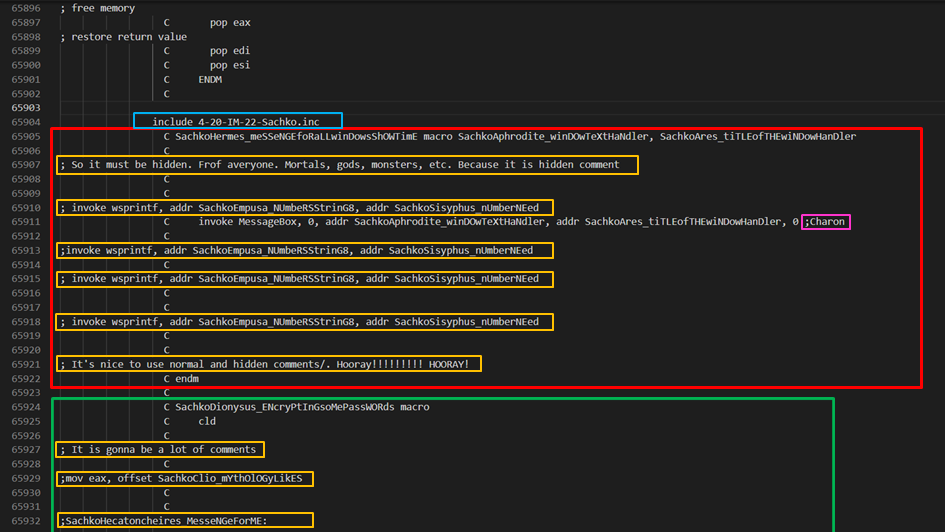 65896 ; free memory
65897 C pop eax
65898 ; restore return value
65899 C pop edi
65900 C pop esi
65901 C ENDM
65902 C
65903
65904 include 4-20-IM-22-Sachko.inc
65905 C SachkoHermes_meSSeNGEfoRaLLwinDowsShOWTimE macro SachkoAphrodite_winDOwTeXtHaNdler, SachkoAres_tiTLEofTHEwiNDowHanDler
65906 C
65907 ; So it must be hidden. Frof averyone. Mortals, gods, monsters, etc. Because it is hidden comment
65908 C
65909 C
65910 ; invoke wsprintf, addr SachkoEmpusa_NUmbeRSStrinG8, addr SachkoSisyphus_nUmberNEed
65911 C invoke MessageBox, 0, addr SachkoAphrodite_winDOwTeXtHaNdler, addr SachkoAres_tiTLEofTHEwiNDowHanDler, 0 ;Charon
65912 C
65913 ;invoke wsprintf, addr SachkoEmpusa_NUmbeRSStrinG8, addr SachkoSisyphus_nUmberNEed
65914 C
65915 ; invoke wsprintf, addr SachkoEmpusa_NUmbeRSStrinG8, addr SachkoSisyphus_nUmberNEed
65916 C
65917 C
65918 ; invoke wsprintf, addr SachkoEmpusa_NUmbeRSStrinG8, addr SachkoSisyphus_nUmberNEed
65919 C
65920 C
65921 ; It's nice to use normal and hidden comments/. Hooray!!!!!!!!! HOORAY!
65922 C endm
65923 C
65924 C SachkoDionysus_ENcryPtInGsoMePassWORds macro
65925 C cld
65926 C
65927 ; It is gonna be a lot of comments
65928 C
65929 ;mov eax, offset SachkoClio_mYthOlOGyLikES
65930 C
65931 C
65932 ;SachkoHecatoncheires_MesseNGeForME: